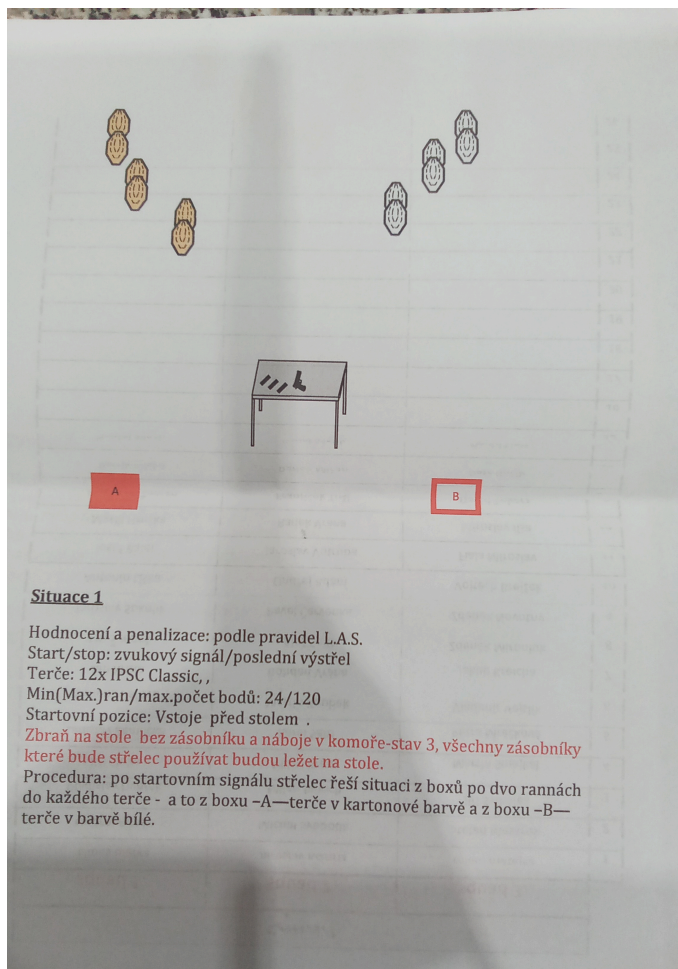 A
B
Situace 1
Hodnocení a penalizace: podle pravidel L.A.S.
Start/stop: zvukový signál/poslední výstřel
Terče: 12x IPSC Classic, ,
Min(Max.)ran/max.počet bodů: 24/120
Startovní pozice: Vstoje  před stolem  .
Zbraň na stole  bez zásobníku a náboje v komoře-stav 3, všechny zásobníky
které bude střelec používat budou ležet na stole.
Procedura: po startovním signálu střelec řeší situaci z boxů po dvo rannách
do každého terče -  a to z boxu –A—terče v kartonové barvě a z boxu –B—
terče v barvě bílé.